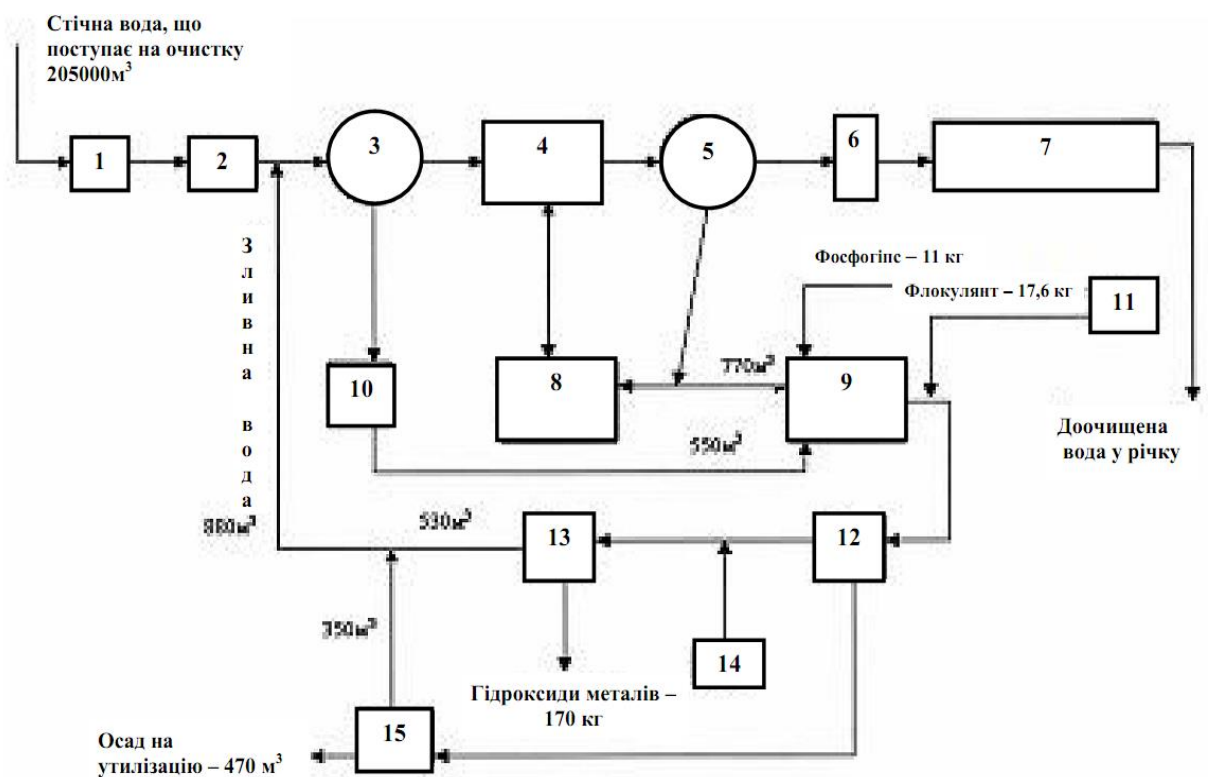 Стічна вода, що
поступає на очистку
205000м³
1
2
3
4
5
6
7
Зливна вода
Фосфогіпс – 11 кг
Флокулянт – 17,6 кг
11
770м³
10
8
9
550м³
Доочищена
вода у річку
880м³
530м³
13
12
350м³
14
Гідроксиди металів –
170 кг
15
Осад на
утилізацію – 470 м³